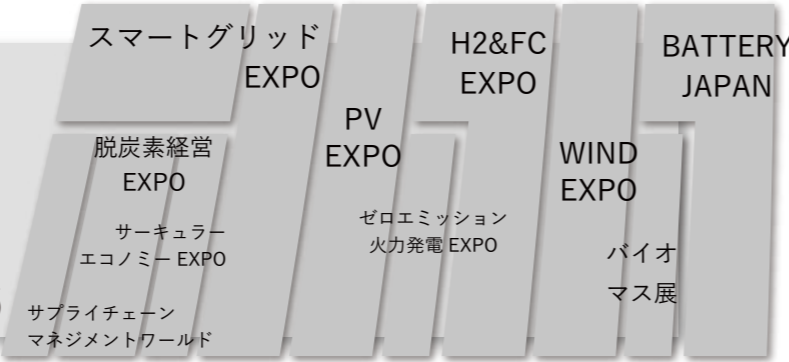 スマートグリッド
EXPO
脱炭素経営
EXPO
サーキュラー
エコノミー EXPO
サプライチェーン
マネジメントワールド
PV
EXPO
H2&FC
EXPO
ゼロエミッション
火力発電 EXPO
WIND
EXPO
バイオ
マス展
BATTERY
JAPAN